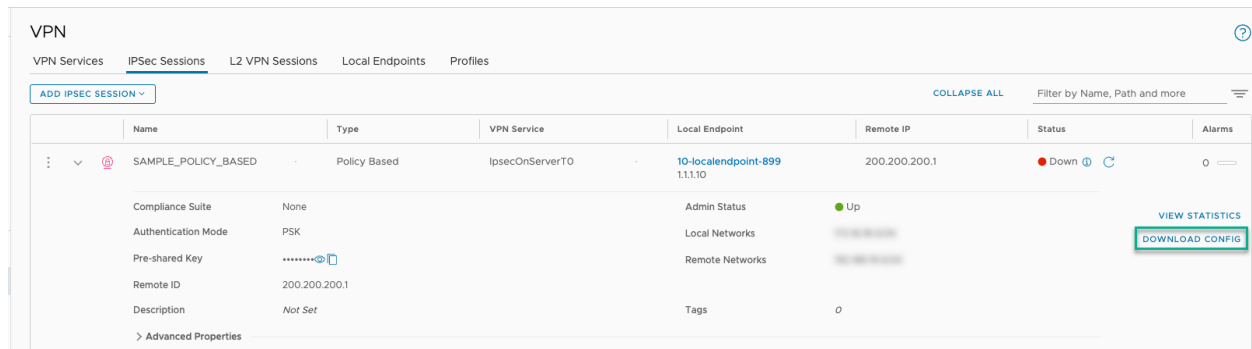 VPN
VPN Services IPSec Sessions L2 VPN Sessions Local Endpoints Profiles
ADD IPSEC SESSION COLLAPSE ALL Filter by Name, Path and more
Name Type VPN Service Local Endpoint Remote IP Status Alarms
SAMPLE_POLICY_BASED Policy Based IpsecOnServerT0 10-localendpoint-899 200.200.200.1 Down 0
1.1.1.10
Compliance Suite None Admin Status Up
VIEW STATISTICS
Authentication Mode PSK Local Networks
DOWNLOAD CONFIG
Pre-shared Key •••••••• Remote Networks
Remote ID 200.200.200.1
Description Not Set Tags 0
Advanced Properties